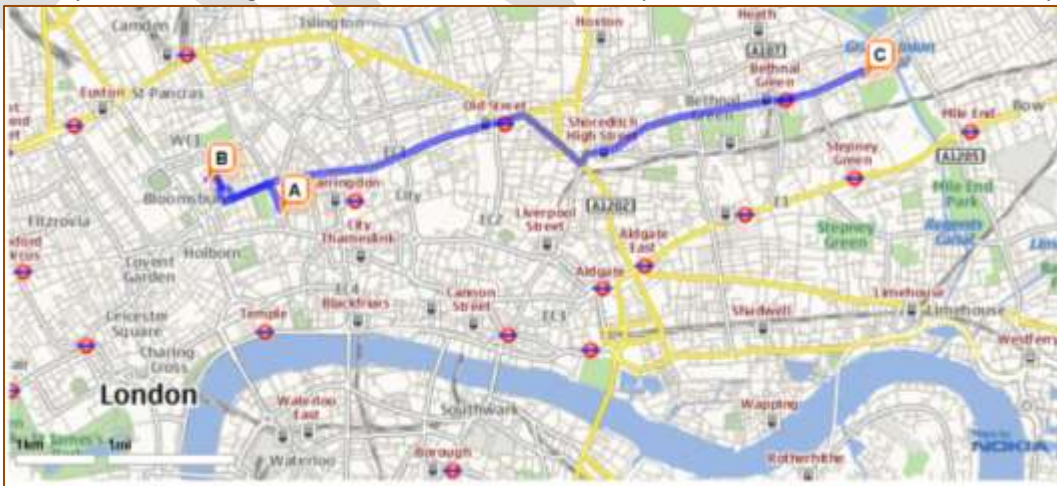 Camden
Islington
Hoxton
Heath
A107
Bethnal Green
C
Euston
St Pancras
Old Street
Bethnal Green
Mile End
Bow
Shoreditch High Street
WC1
B
Stepney Green
A1205
A
Farringdon
City
Bloomsbury
Mile End Park
Fitzrovia
EC2
Liverpool Street
A1202
E1
Stepney Green
Regents Canal
City Thameslink
Holborn
Aldgate East
Covent Garden
Aldgate
EC4
Blackfriars
Cannon Street
EC3
Shadwell
Limehouse
Limehouse
Leicester Square
Temple
Charing Cross
Westferry
London
Waterloo East
Southwark
Wapping
1km
1mi
Waterloo
Borough
Rotherhithe
NOKIA